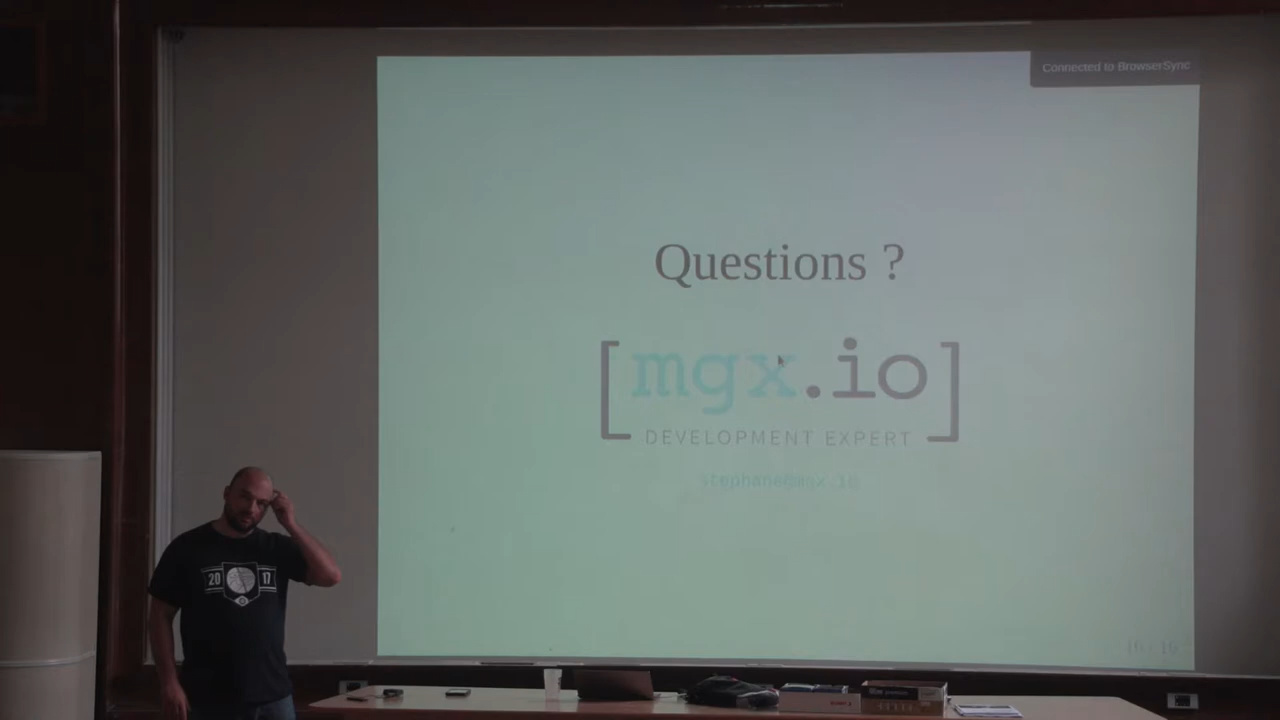 Connected to BrowserSync
Questions ?
[mgx.io]
DEVELOPMENT EXPERT
stephane@mgx.io
20 17